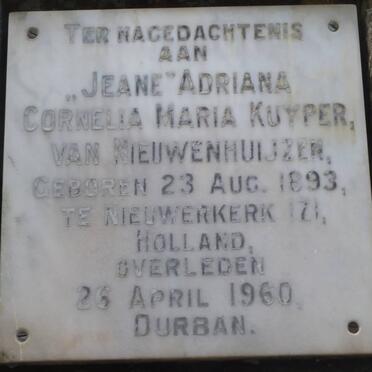 TER NAGEDACHTENIS
AAN
„JEANE" ADRIANA
CORNELIA MARIA KUYPER,
VAN NIEUWENHUIJZEN,
GEBOREN 23 AUG. 1893,
TE NIEUWERKERK (Z),
HOLLAND,
OVERLEDEN
26 APRIL 1960,
DURBAN.